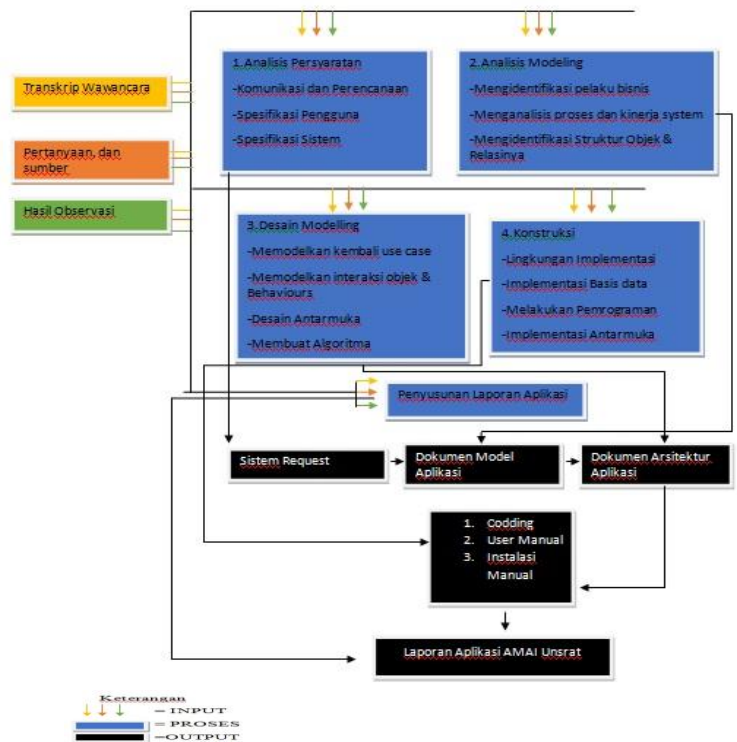 Transkrip Wawancara
Pertanyaan, dan
sumber
Hasil Observasi
1.Analisis Persyaratan
-Komunikasi dan Perencanaan
-Spesifikasi Pengguna
-Spesifikasi Sistem
2.Analisis Modeling
-Mengidentifikasi pelaku bisnis
-Menganalisis proses dan kinerja system
-Mengidentifikasi Struktur Objek &
Relasinya
3.Desain Modelling
-Memodelkan kembali use case
-Memodelkan interaksi objek &
Behaviours
-Desain Antarmuka
-Membuat Algoritma
4.Konstruksi
-Lingkungan Implementasi
-Implementasi Basis data
-Melakukan Pemrograman
-Implementasi Antarmuka
Penyusunan Laporan Aplikasi
Sistem Request
Dokumen Model
Aplikasi
Dokumen Arsitektur
Aplikasi
1. Codding
2. User Manual
3. Instalasi
Manual
Laporan Aplikasi AMAI Unsrat
Keterangan
= INPUT
= PROSES
=OUTPUT